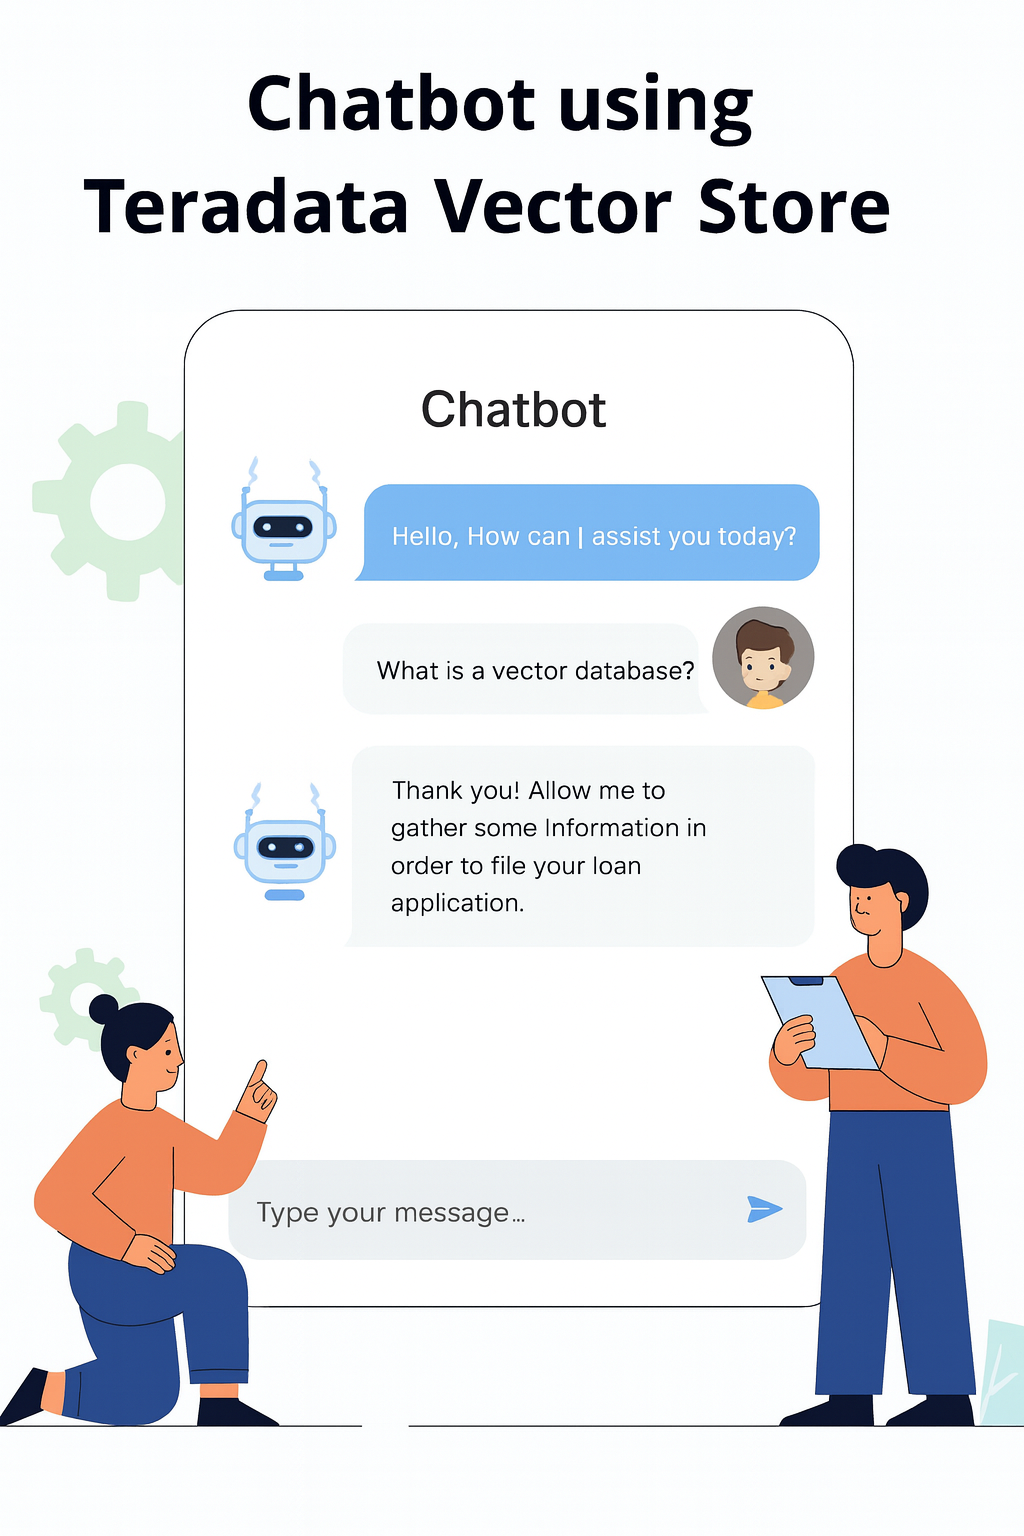 Chatbot using
Teradata Vector Store
Chatbot
Hello, How can I assist you today?
What is a vector database?
Thank you! Allow me to
gather some Information in
order to file your loan
application.
Type your message...